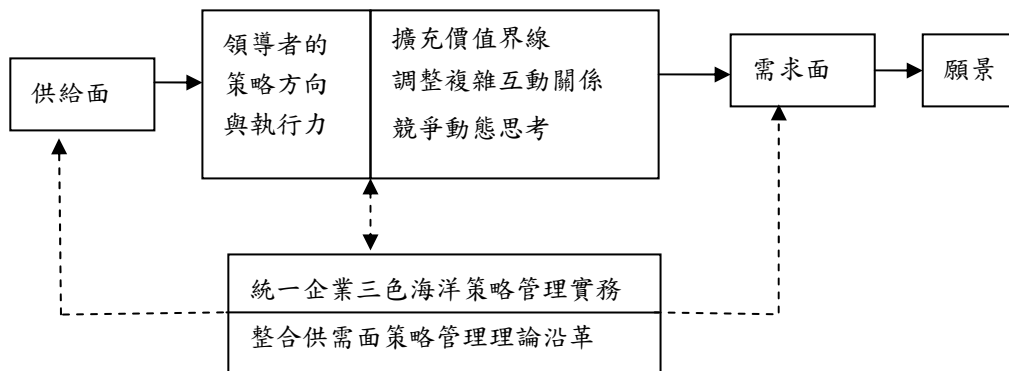 供給面
領導者的
策略方向
與執行力
擴充價值界線
調整複雜互動關係
競爭動態思考
需求面
願景
統一企業三色海洋策略管理實務
整合供需面策略管理理論沿革